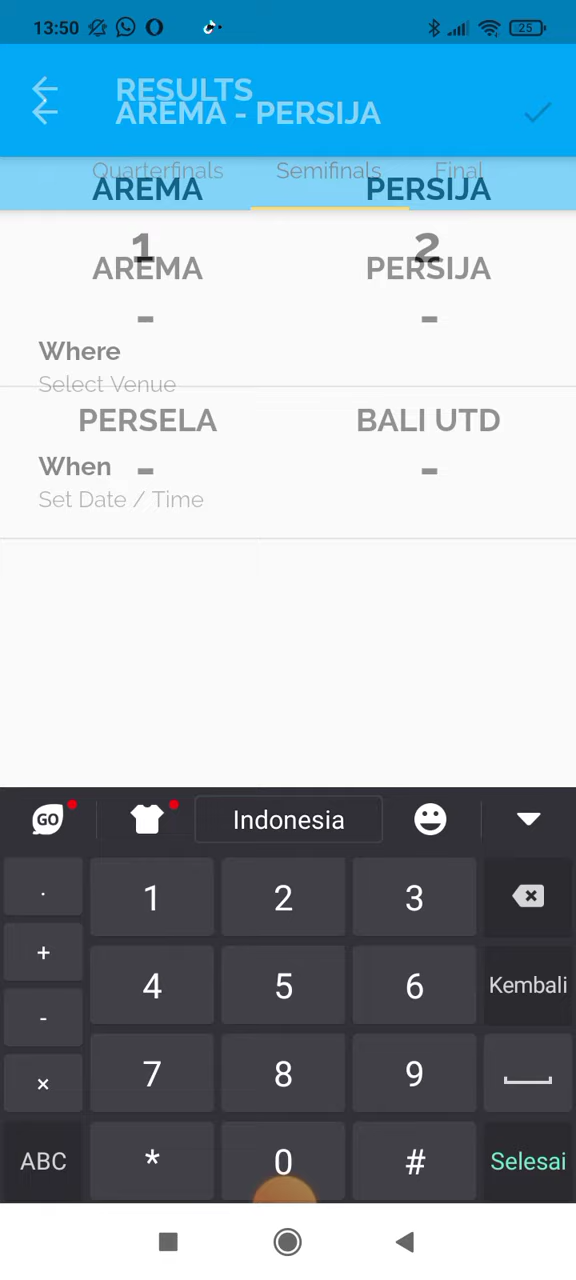 13:50
25
RESULTS
AREMA - PERSIJA
Quarterfinals Semifinals Final
AREMA PERSIJA
1 2
AREMA PERSIJA
- -
Where
Select Venue
PERSELA BALI UTD
When - -
Set Date / Time
GO Indonesia
. 1 2 3
+ 4 5 6 Kembali
- 7 8 9
×
ABC * 0 # Selesai